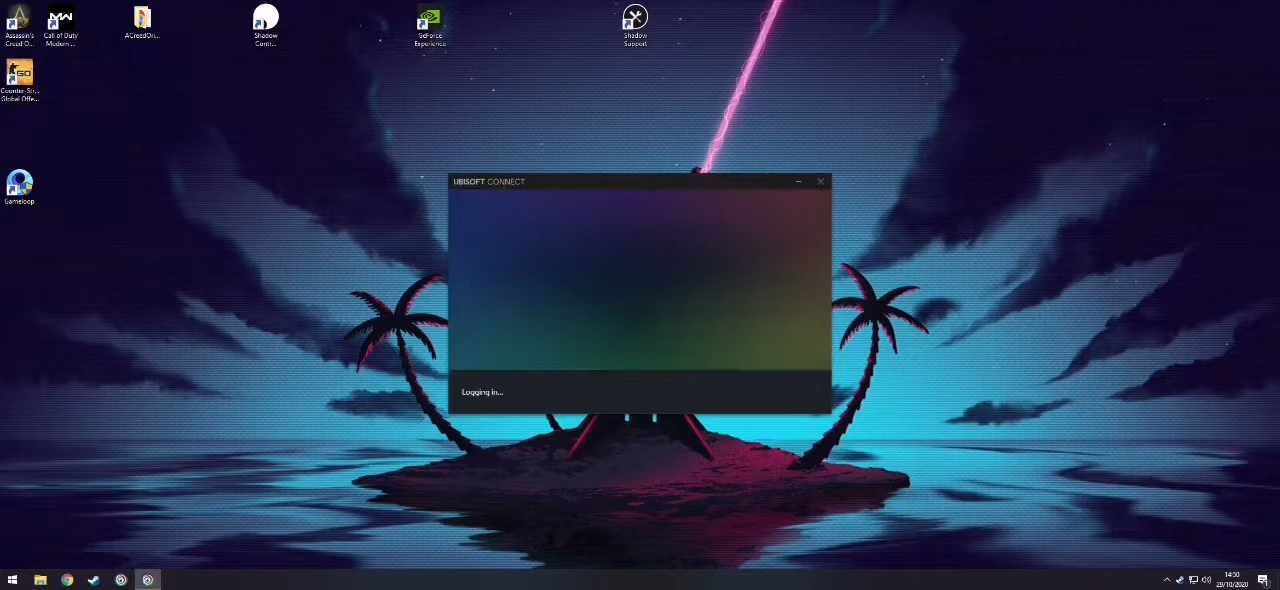 Assassin's
Creed O...
Call of Duty
Modern ...
ACreedOri...
Shadow
Contr...
GeForce
Experience
Shadow
Support
GO
Counter-Str...
Global Offe...
Gameloop
UBISOFT CONNECT
Logging in...
14:50
29/10/2020